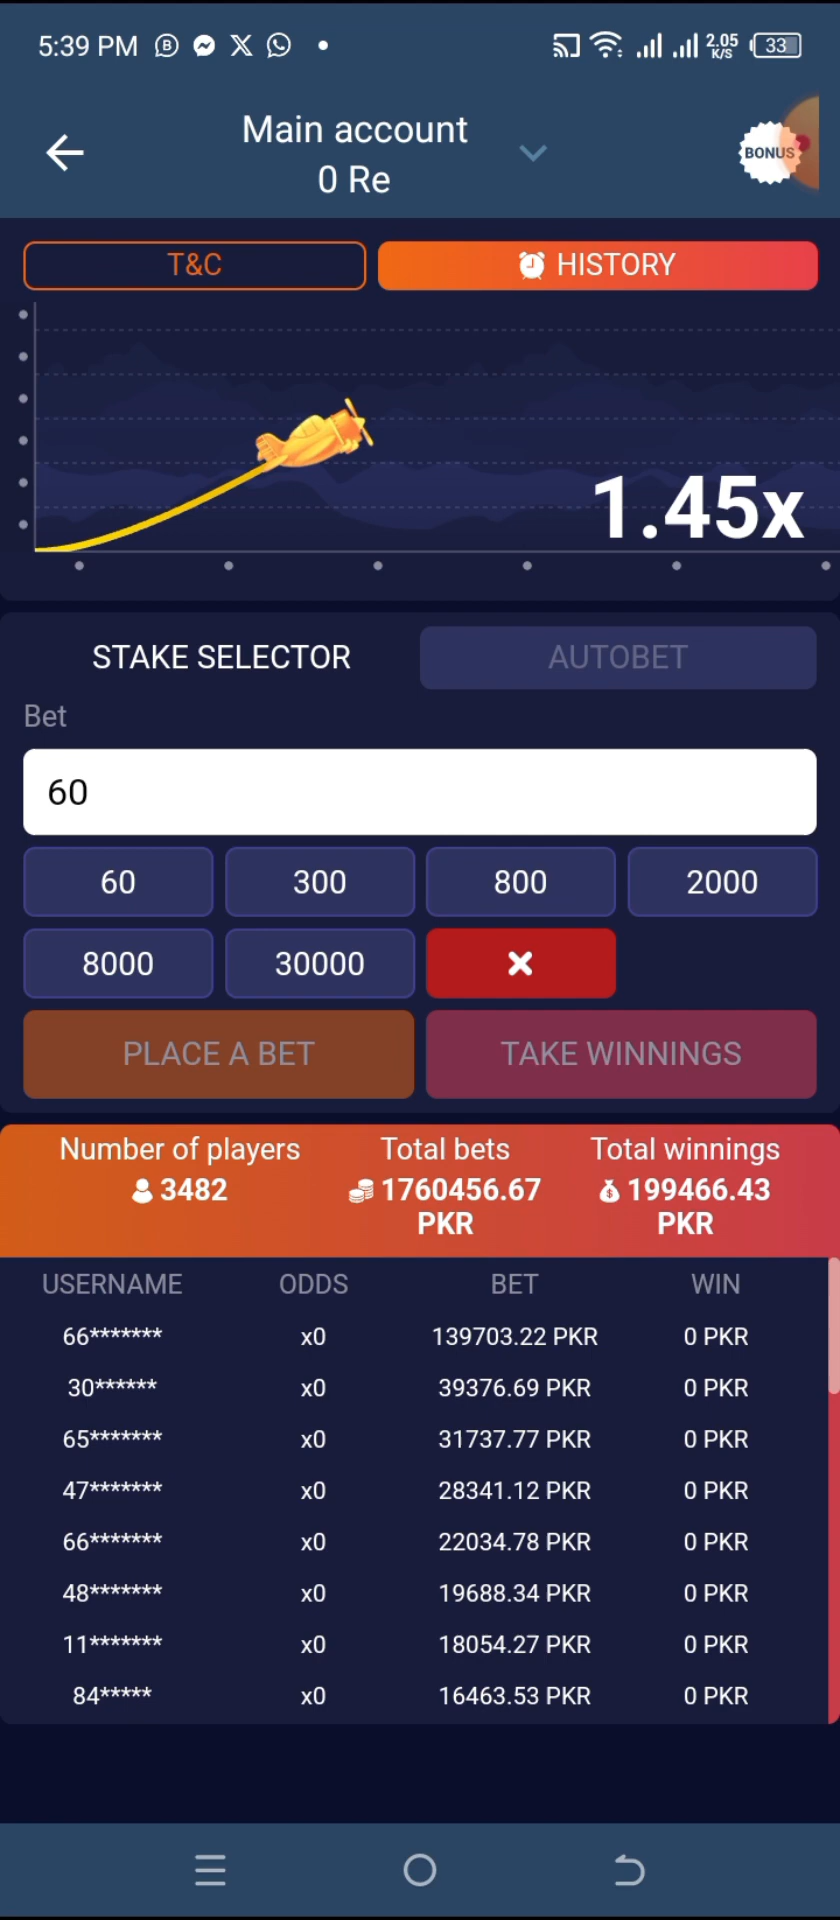 5:39 PM
2.05 K/S
33
Main account
0 Re
BONUS
T&C
HISTORY
1.45x
STAKE SELECTOR
AUTOBET
Bet
60
60 300 800 2000
8000 30000
PLACE A BET TAKE WINNINGS
Number of players Total bets Total winnings
3482 1760456.67 199466.43
PKR PKR
USERNAME ODDS BET WIN
66******* x0 139703.22 PKR 0 PKR
30****** x0 39376.69 PKR 0 PKR
65******* x0 31737.77 PKR 0 PKR
47******* x0 28341.12 PKR 0 PKR
66******* x0 22034.78 PKR 0 PKR
48******* x0 19688.34 PKR 0 PKR
11******* x0 18054.27 PKR 0 PKR
84***** x0 16463.53 PKR 0 PKR